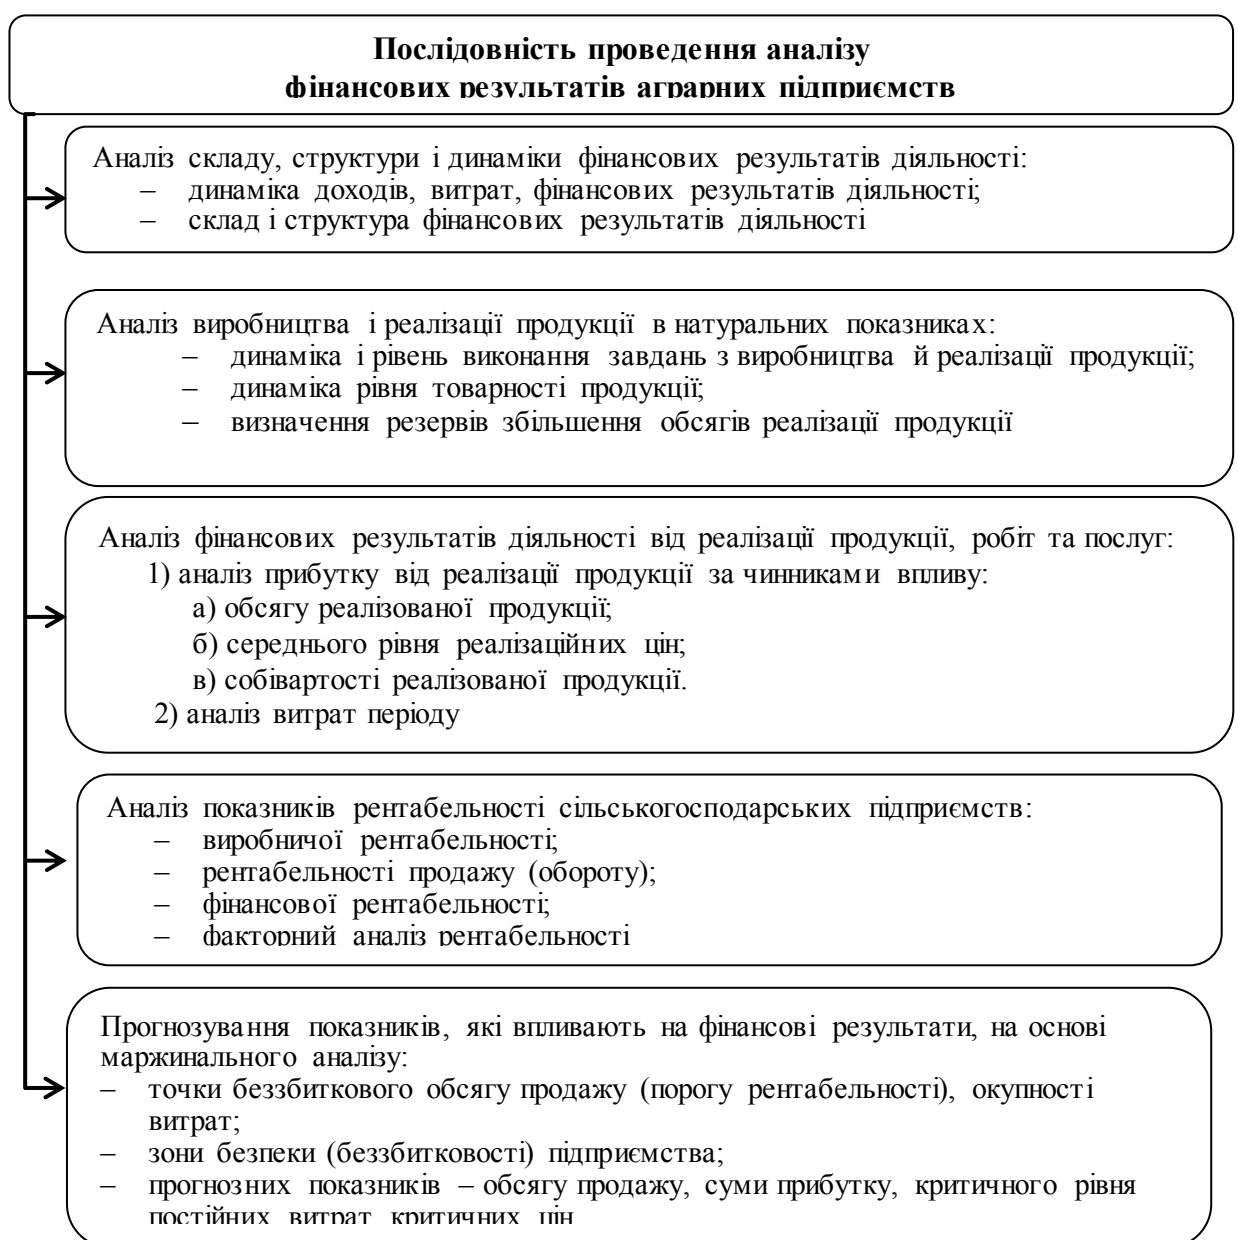 Послідовність проведення аналізу
фінансових результатів аграрних підприємств
Аналіз складу, структури і динаміки фінансових результатів діяльності:
– динаміка доходів, витрат, фінансових результатів діяльності;
– склад і структура фінансових результатів діяльності
Аналіз виробництва і реалізації продукції в натуральних показниках:
– динаміка і рівень виконання завдань з виробництва й реалізації продукції;
– динаміка рівня товарності продукції;
– визначення резервів збільшення обсягів реалізації продукції
Аналіз фінансових результатів діяльності від реалізації продукції, робіт та послуг:
1) аналіз прибутку від реалізації продукції за чинниками впливу:
а) обсягу реалізованої продукції;
б) середнього рівня реалізаційних цін;
в) собівартості реалізованої продукції.
2) аналіз витрат періоду
Аналіз показників рентабельності сільськогосподарських підприємств:
– виробничої рентабельності;
– рентабельності продажу (обороту);
– фінансової рентабельності;
– факторний аналіз рентабельності
Прогнозування показників, які впливають на фінансові результати, на основі
маржинального аналізу:
– точки беззбиткового обсягу продажу (порогу рентабельності), окупності
витрат;
– зони безпеки (беззбитковості) підприємства;
– прогнозних показників – обсягу продажу, суми прибутку, критичного рівня
постійних витрат критичних цін